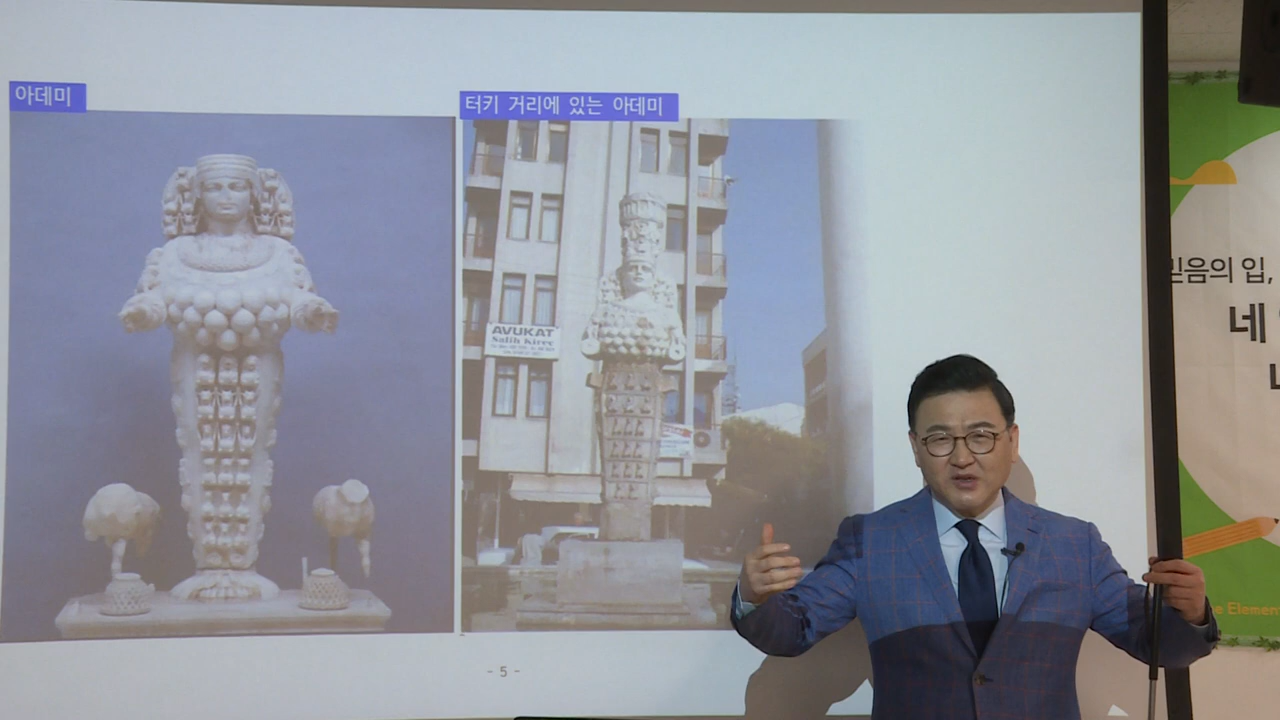 아데미
터키 거리에 있는 아데미
AVUKAT
Salih Kireç
- 5 -
믿음의 입,
네